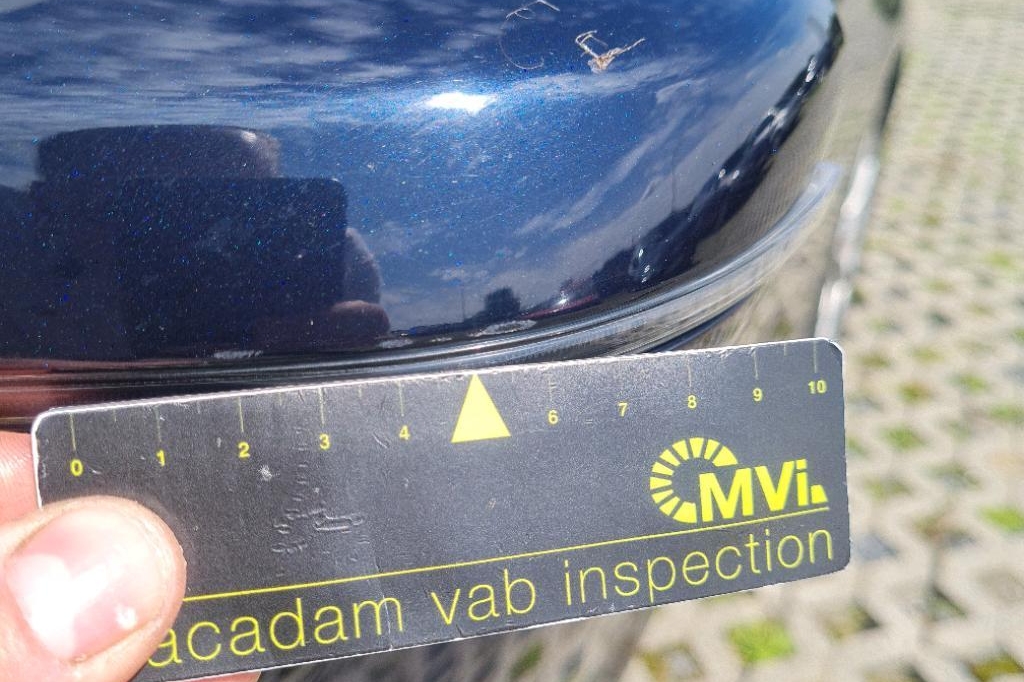 0 1 2 3 4 6 7 8 9 10
MVi.
acadam vab inspection